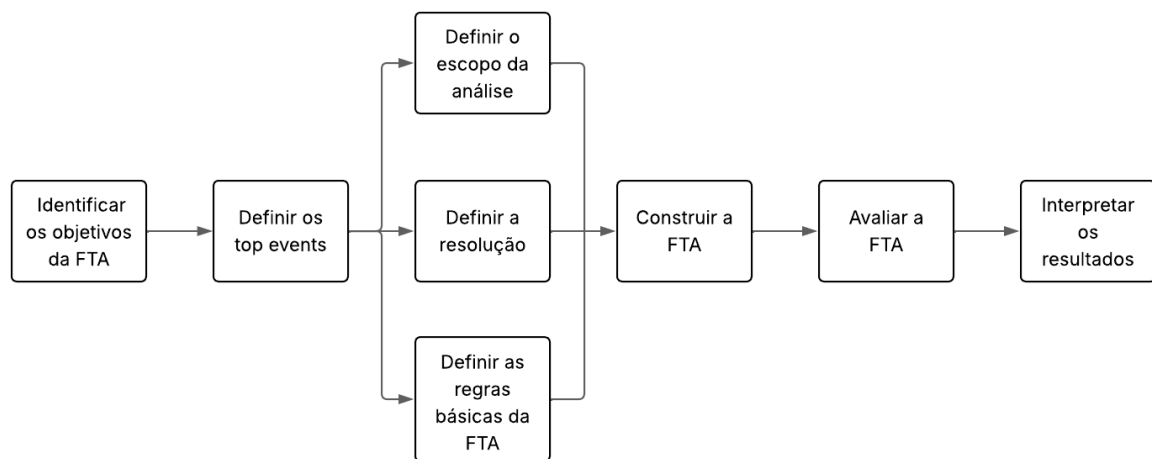 Identificar
os objetivos
da FTA
Definir os
top events
Definir o
escopo da
análise
Definir a
resolução
Definir as
regras
básicas da
FTA
Construir a
FTA
Avaliar a
FTA
Interpretar
os
resultados